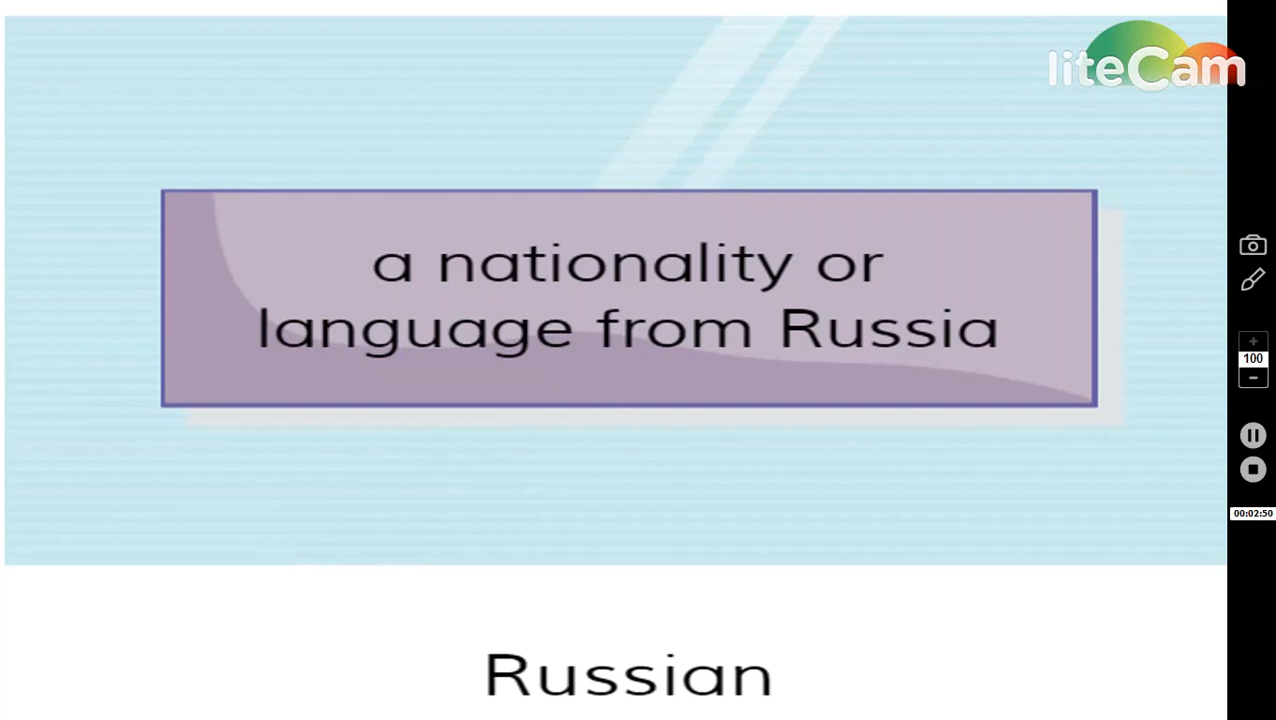 liteCam
a nationality or
language from Russia
100
00:02:50
Russian